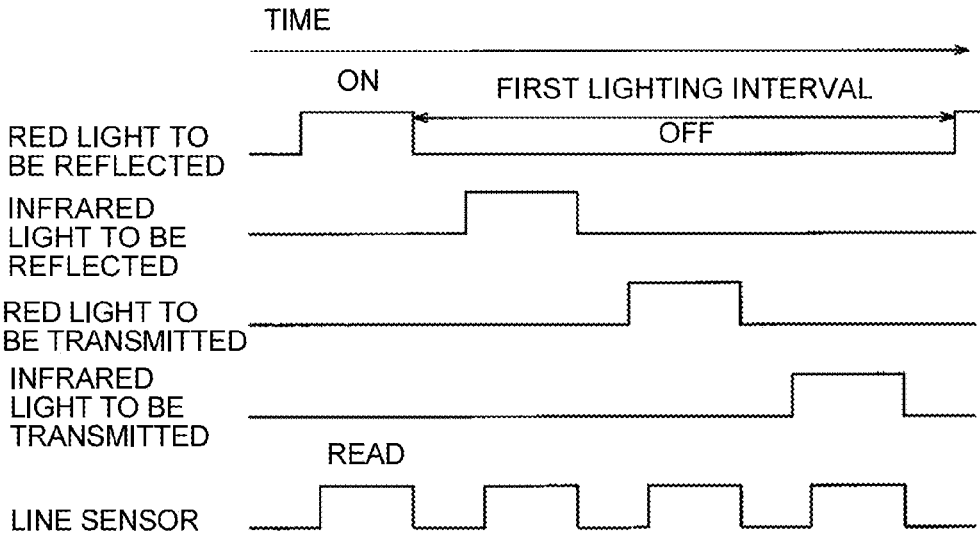 TIME
ON
FIRST LIGHTING INTERVAL
OFF
RED LIGHT TO
BE REFLECTED
INFRARED
LIGHT TO BE
REFLECTED
RED LIGHT TO
BE TRANSMITTED
INFRARED
LIGHT TO BE
TRANSMITTED
READ
LINE SENSOR